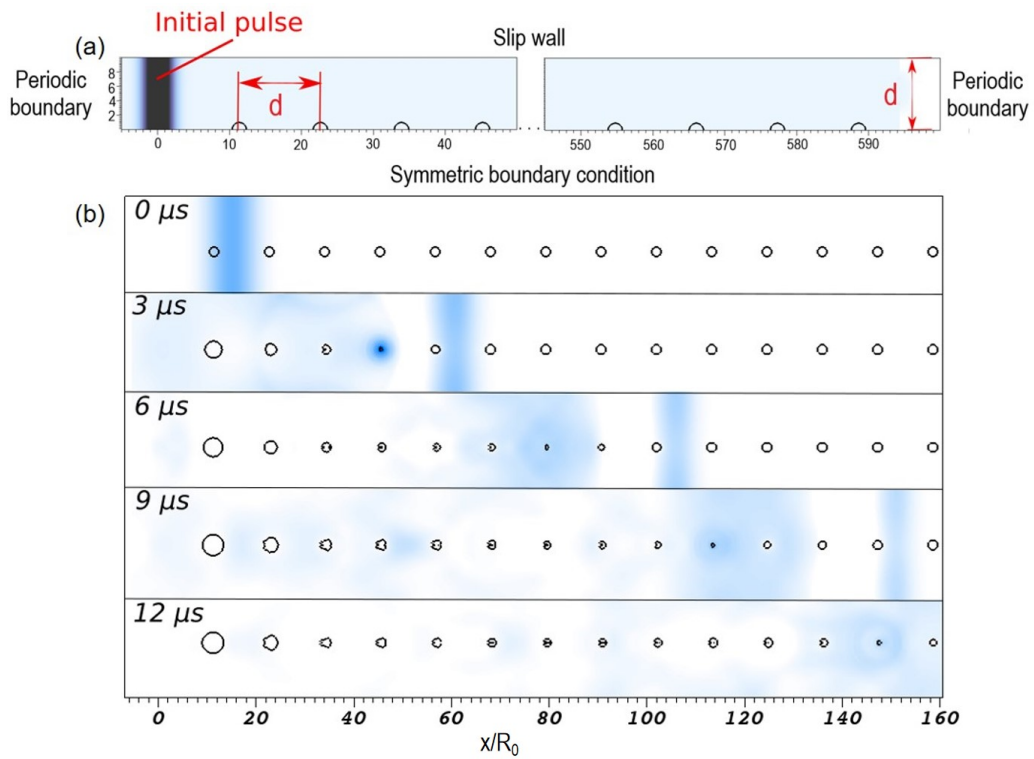 Initial pulse
(a)
Slip wall
Periodic boundary
8
6
4
2
d
d
Periodic boundary
0 10 20 30 40 550 560 570 580 590
Symmetric boundary condition
(b)
0 μs
3 μs
6 μs
9 μs
12 μs
0 20 40 60 80 100 120 140 160
x/R₀